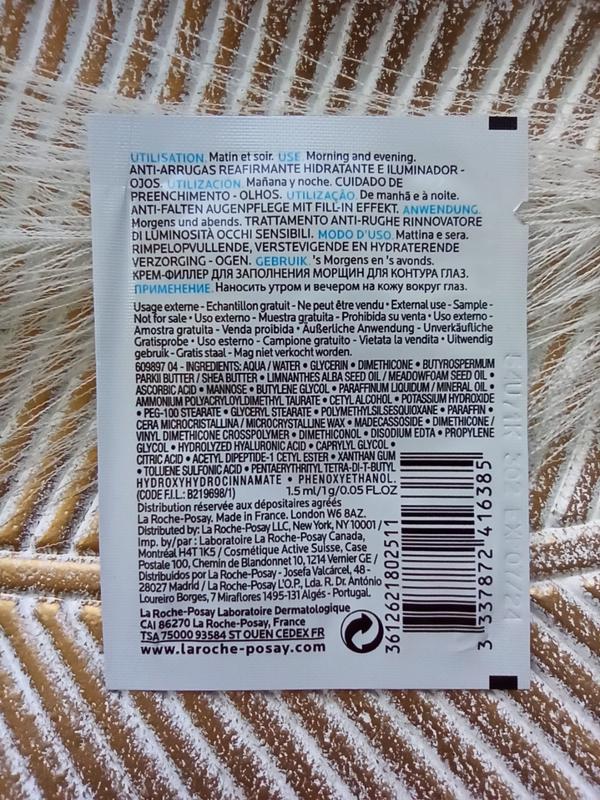 UTILISATION. Matin et soir. USE. Morning and evening.
ANTI-ARRUGAS REAFIRMANTE HIDRATANTE E ILUMINADOR -
OJOS. UTILIZACIÓN. Mañana y noche. CUIDADO DE
PREENCHIMENTO - OLHOS. UTILIZAÇÃO. De manhã e à noite.
ANTI-FALTEN AUGENPFLEGE MIT FILL-IN EFFEKT. ANWENDUNG.
Morgens und abends. TRATTAMENTO ANTI-RUGHE RINNOVATORE
DI LUMINOSITÀ OCCHI SENSIBILI. MODO D'USO. Mattina e sera.
RIMPELOPVULLENDE, VERSTEVIGENDE EN HYDRATERENDE
VERZORGING - OGEN. GEBRUIK. 's Morgens en 's avonds.
КРЕМ-ФИЛЛЕР ДЛЯ ЗАПОЛНЕНИЯ МОРЩИН ДЛЯ КОНТУРА ГЛАЗ.
ПРИМЕНЕНИЕ. Наносить утром и вечером на кожу вокруг глаз.
Usage externe - Echantillon gratuit - Ne peut être vendu • External use - Sample -
Not for sale • Uso externo - Muestra gratuita - Prohibida su venta • Uso externo -
Amostra gratuita - Venda proibida • Äußerliche Anwendung - Unverkäufliche
Gratisprobe • Uso esterno - Campione gratuito - Vietata la vendita • Uitwendig
gebruik - Gratis staal - Mag niet verkocht worden.
609897 04 - INGREDIENTS: AQUA / WATER • GLYCERIN • DIMETHICONE • BUTYROSPERMUM
PARKII BUTTER / SHEA BUTTER • LIMNANTHES ALBA SEED OIL / MEADOWFOAM SEED OIL •
ASCORBIC ACID • MANNOSE • BUTYLENE GLYCOL • PARAFFINUM LIQUIDUM / MINERAL OIL •
AMMONIUM POLYACRYLOYLDIMETHYL TAURATE • CETYL ALCOHOL • POTASSIUM HYDROXIDE
• PEG-100 STEARATE • GLYCERYL STEARATE • POLYMETHYLSILSESQUIOXANE • PARAFFIN •
CERA MICROCRISTALLINA / MICROCRYSTALLINE WAX • MADECASSOSIDE • DIMETHICONE /
VINYL DIMETHICONE CROSSPOLYMER • DIMETHICONOL • DISODIUM EDTA • PROPYLENE
GLYCOL • HYDROLYZED HYALURONIC ACID • CAPRYLYL GLYCOL •
CITRIC ACID • ACETYL DIPEPTIDE-1 CETYL ESTER • XANTHAN GUM
• TOLUENE SULFONIC ACID • PENTAERYTHRITYL TETRA-DI-T-BUTYL
HYDROXYHYDROCINNAMATE • PHENOXYETHANOL.
(CODE F.I.L.: B219698/1) 1.5 ml/1g/0.05 FL.OZ
Distribution réservée aux dépositaires agréés
La Roche-Posay. Made in France. London W6 8AZ.
Distributed by: La Roche-Posay LLC, New York, NY 10001 /
Imp. by/par : Laboratoire La Roche-Posay Canada,
Montréal H4T 1K5 / Cosmétique Active Suisse, Case
Postale 100, Chemin de Blandonnet 10, 1214 Vernier GE /
Distribuidos por La Roche-Posay - Josefa Valcárcel, 48 -
28027 Madrid / La Roche-Posay L'O.P., Lda. R. Dr. António
Loureiro Borges, 7 Miraflores 1495-131 Algés - Portugal.
La Roche-Posay Laboratoire Dermatologique
CAI 86270 La Roche-Posay, France
TSA 75000 93584 ST OUEN CEDEX FR
www.laroche-posay.com
3612621802511
3 337872 416385